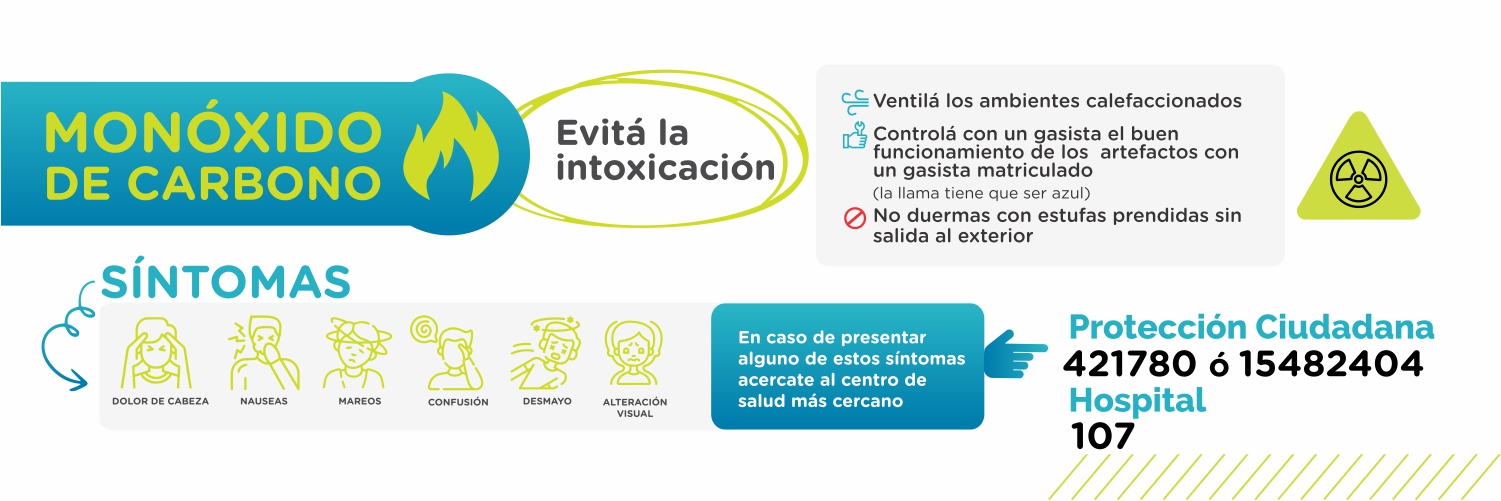 MONÓXIDO
DE CARBONO
Evitá la
intoxicación
Ventilá los ambientes calefaccionados
Controlá con un gasista el buen
funcionamiento de los artefactos con
un gasista matriculado
(la llama tiene que ser azul)
No duermas con estufas prendidas sin
salida al exterior
SÍNTOMAS
DOLOR DE CABEZA
NAUSEAS
MAREOS
CONFUSIÓN
DESMAYO
ALTERACIÓN
VISUAL
En caso de presentar
alguno de estos síntomas
acercate al centro de
salud más cercano
Protección Ciudadana
421780 ó 15482404
Hospital
107